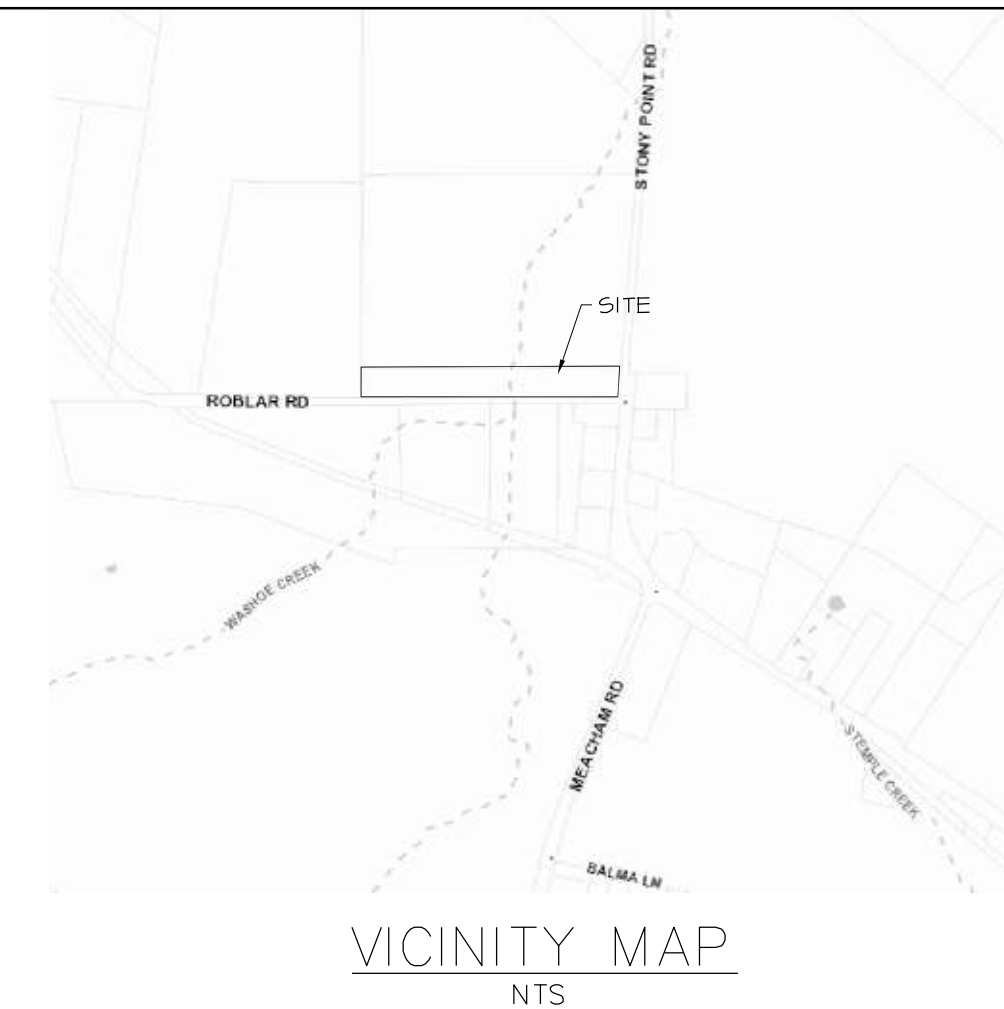 STONY POINT RD
SITE
ROBLAR RD
WASHOE CREEK
MEACHAM RD
STEMPLE CREEK
BALMA LN
VICINITY MAP
NTS